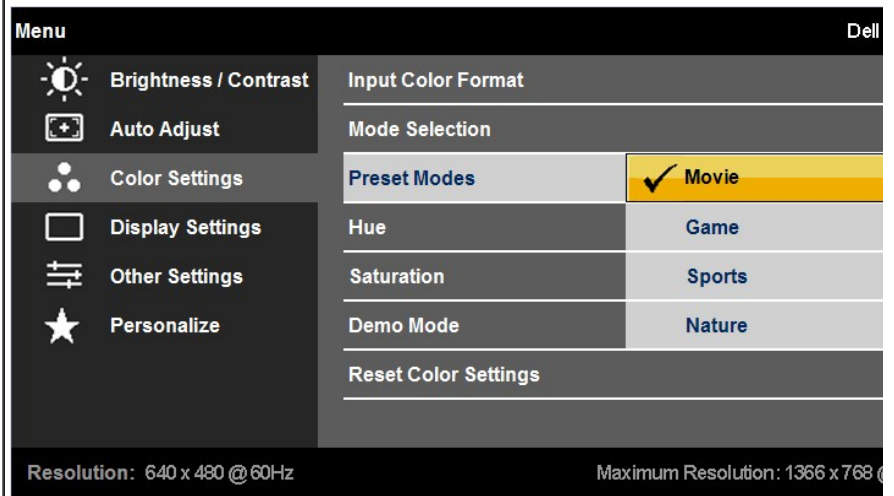 Menu Dell
Brightness / Contrast Input Color Format
Auto Adjust Mode Selection
Color Settings Preset Modes Movie
Display Settings Hue Game
Other Settings Saturation Sports
Personalize Demo Mode Nature
Reset Color Settings
Resolution: 640 x 480 @60Hz Maximum Resolution: 1366 x 768 @